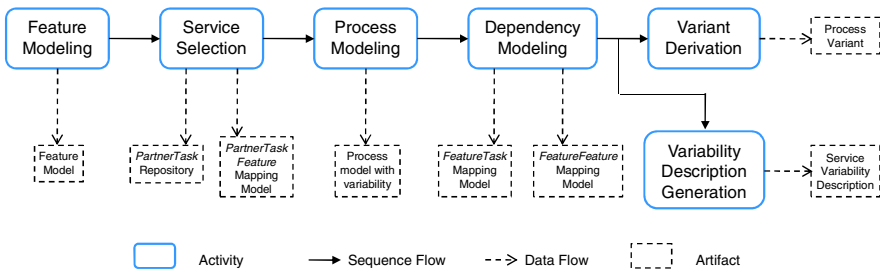 Feature
Modeling
Service
Selection
Process
Modeling
Dependency
Modeling
Variant
Derivation
Process
Variant
Feature
Model
PartnerTask
Repository
PartnerTask
Feature
Mapping
Model
Process
model with
variability
FeatureTask
Mapping
Model
FeatureFeature
Mapping
Model
Variability
Description
Generation
Service
Variability
Description
Activity
Sequence Flow
Data Flow
Artifact